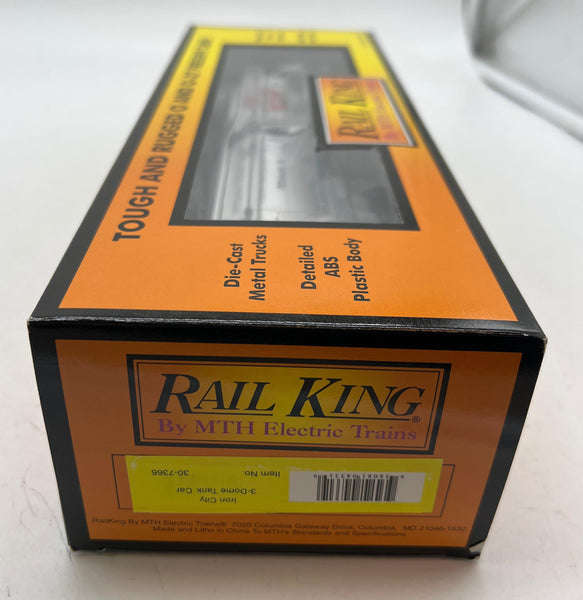 TOUGH AND RUGGED O AND O-27
RAIL KING
Die-Cast
Metal Trucks
Detailed
ABS
Plastic Body
RAIL KING®
By MTH Electric Trains
Iron City
3-Dome Tank Car
Item No. 30-7366
RailKing By MTH Electric Trains® 7020 Columbia Gateway Drive, Columbia, MD 21046-1532
Made and Litho in China To MTH's Standards and Specifications